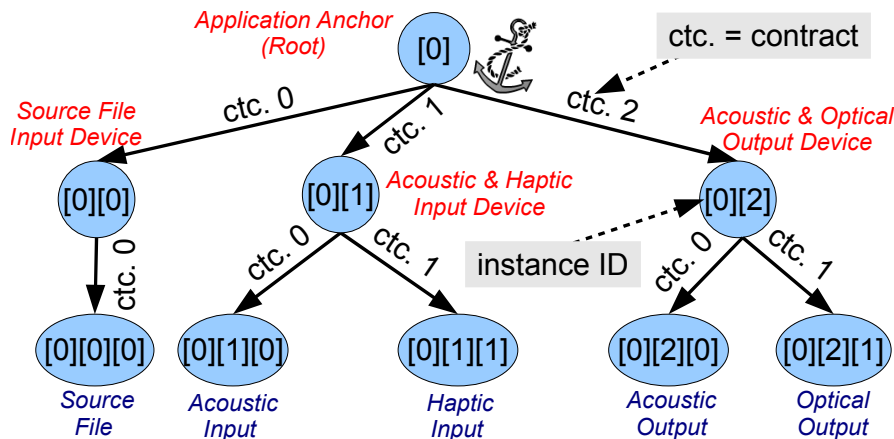 Application Anchor
(Root)
[0]
ctc. = contract
ctc. 0
ctc. 1
ctc. 2
Source File
Input Device
Acoustic & Optical
Output Device
[0][0]
[0][1]
Acoustic & Haptic
Input Device
[0][2]
ctc. 0
ctc. 0
ctc. 1
instance ID
ctc. 0
ctc. 1
[0][0][0]
[0][1][0]
[0][1][1]
[0][2][0]
[0][2][1]
Source
File
Acoustic
Input
Haptic
Input
Acoustic
Output
Optical
Output